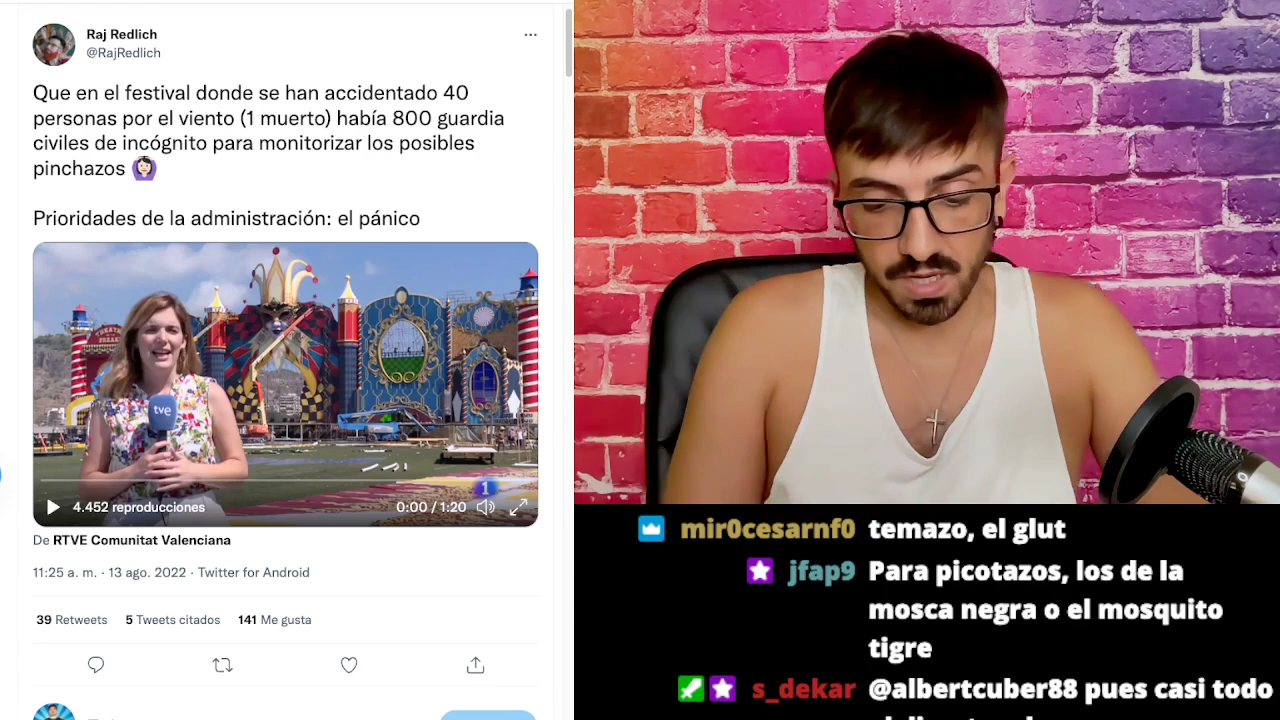 Raj Redlich
@RajRedlich
Que en el festival donde se han accidentado 40
personas por el viento (1 muerto) había 800 guardia
civiles de incógnito para monitorizar los posibles
pinchazos 🙆🏻‍♀️
Prioridades de la administración: el pánico
tve
1
4.452 reproducciones
0:00 / 1:20
De RTVE Comunitat Valenciana
11:25 a. m. · 13 ago. 2022 · Twitter for Android
39 Retweets 5 Tweets citados 141 Me gusta
mir0cesarnf0 temazo, el glut
jfap9 Para picotazos, los de la
mosca negra o el mosquito
tigre
s_dekar @albertcuber88 pues casi todo